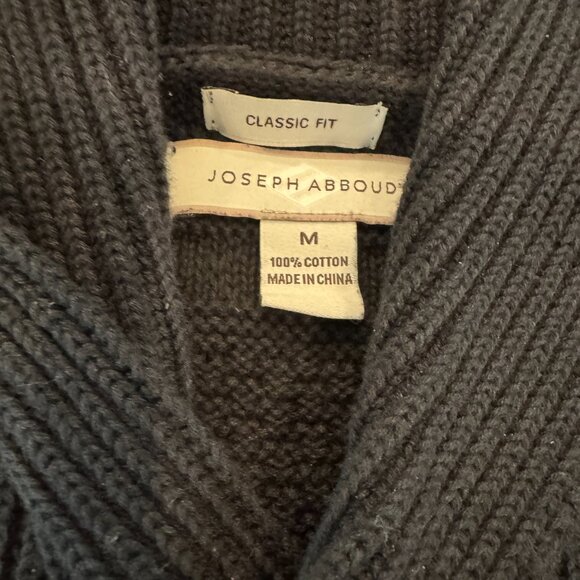 CLASSIC FIT
JOSEPH ABBOUD
M
100% COTTON
MADE IN CHINA